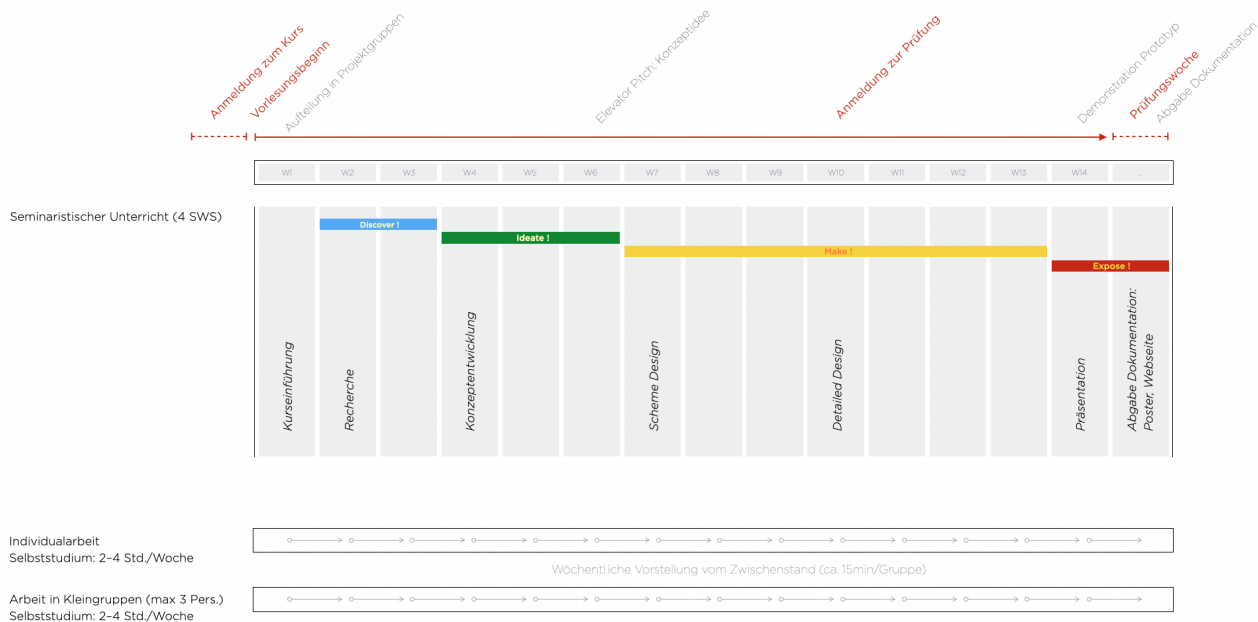 Anmeldung zum Kurs
Vorlesungsbeginn
Aufteilung in Projektgruppen
Elevator Pitch: Konzeptidee
Anmeldung zur Prüfung
Demonstration Prototyp
Prüfungswoche
Abgabe Dokumentation
W1 W2 W3 W4 W5 W6 W7 W8 W9 W10 W11 W12 W13 W14 ..
Seminaristischer Unterricht (4 SWS)
Discover !
Ideate !
Make !
Expose !
Kurseinführung
Recherche
Konzeptentwicklung
Scheme Design
Detailed Design
Präsentation
Abgabe Dokumentation:
Poster, Webseite
Individualarbeit
Selbststudium: 2–4 Std./Woche
Wöchentliche Vorstellung vom Zwischenstand (ca. 15min/Gruppe)
Arbeit in Kleingruppen (max 3 Pers.)
Selbststudium: 2–4 Std./Woche